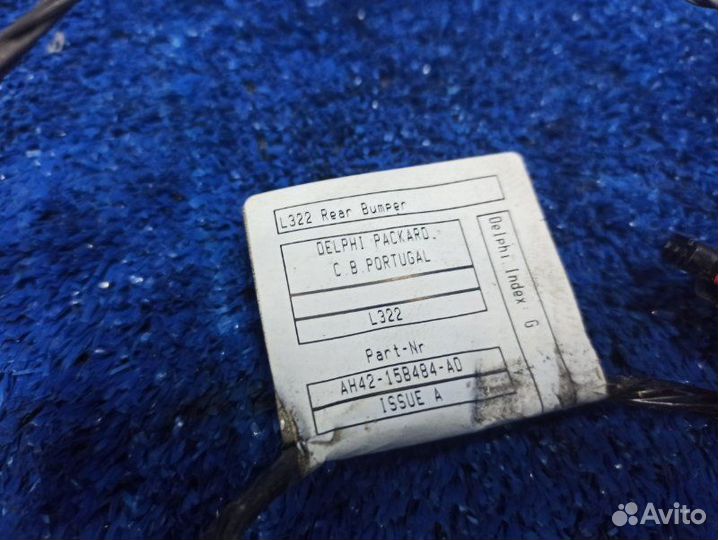 L322 Rear Bumper
DELPHI PACKARD.
C.B.PORTUGAL
L322
Delphi Index: G
Part-Nr
AH42-15B484-AD
ISSUE A
Avito